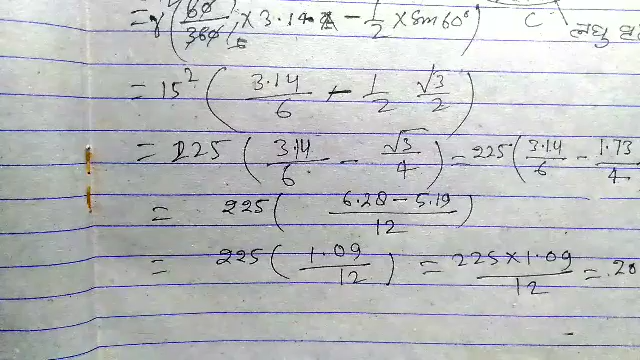 = r² ( 60/360 6 × 3.14 - 1/2 × Sin 60° ) C
= 15² ( 3.14/6 - 1/2 √3/2 )
= 225 ( 3.14/6 - √3/4 ) = 225 ( 3.14/6 - 1.73/4
= 225 ( 6.28 - 5.19/12 )
= 225 ( 1.09/12 ) = 225 × 1.09/12 = 20